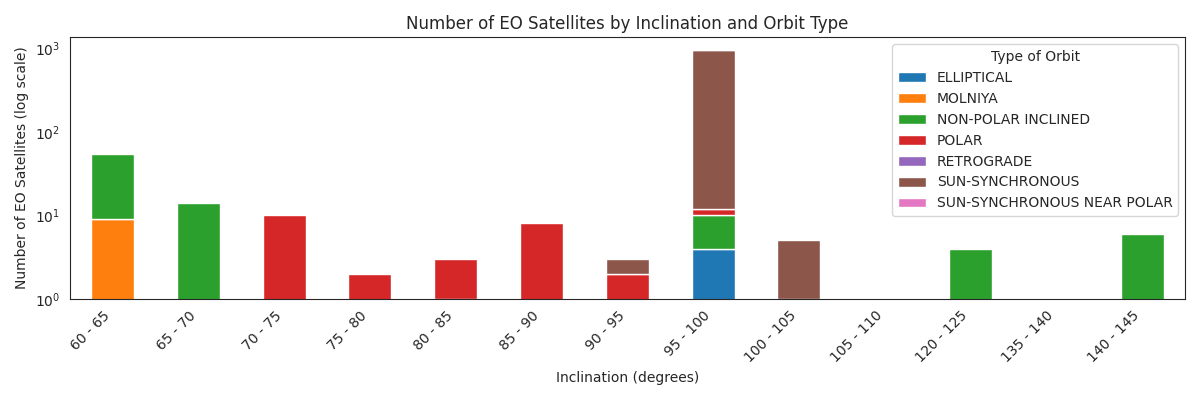 Number of EO Satellites by Inclination and Orbit Type
Number of EO Satellites (log scale)
10³
10²
10¹
10⁰
Type of Orbit
ELLIPTICAL
MOLNIYA
NON-POLAR INCLINED
POLAR
RETROGRADE
SUN-SYNCHRONOUS
SUN-SYNCHRONOUS NEAR POLAR
60 - 65
65 - 70
70 - 75
75 - 80
80 - 85
85 - 90
90 - 95
95 - 100
100 - 105
105 - 110
120 - 125
135 - 140
140 - 145
Inclination (degrees)